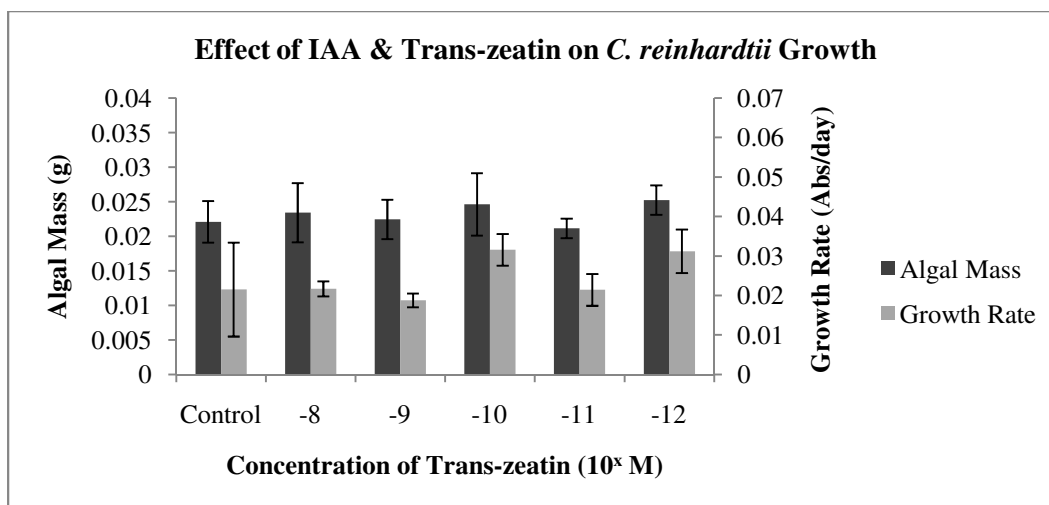 Effect of IAA & Trans-zeatin on C. reinhardtii Growth
0.04
0.035
0.03
0.025
0.02
0.015
0.01
0.005
0
Algal Mass (g)
0.07
0.06
0.05
0.04
0.03
0.02
0.01
0
Growth Rate (Abs/day)
Algal Mass
Growth Rate
Control -8 -9 -10 -11 -12
Concentration of Trans-zeatin (10ˣ M)